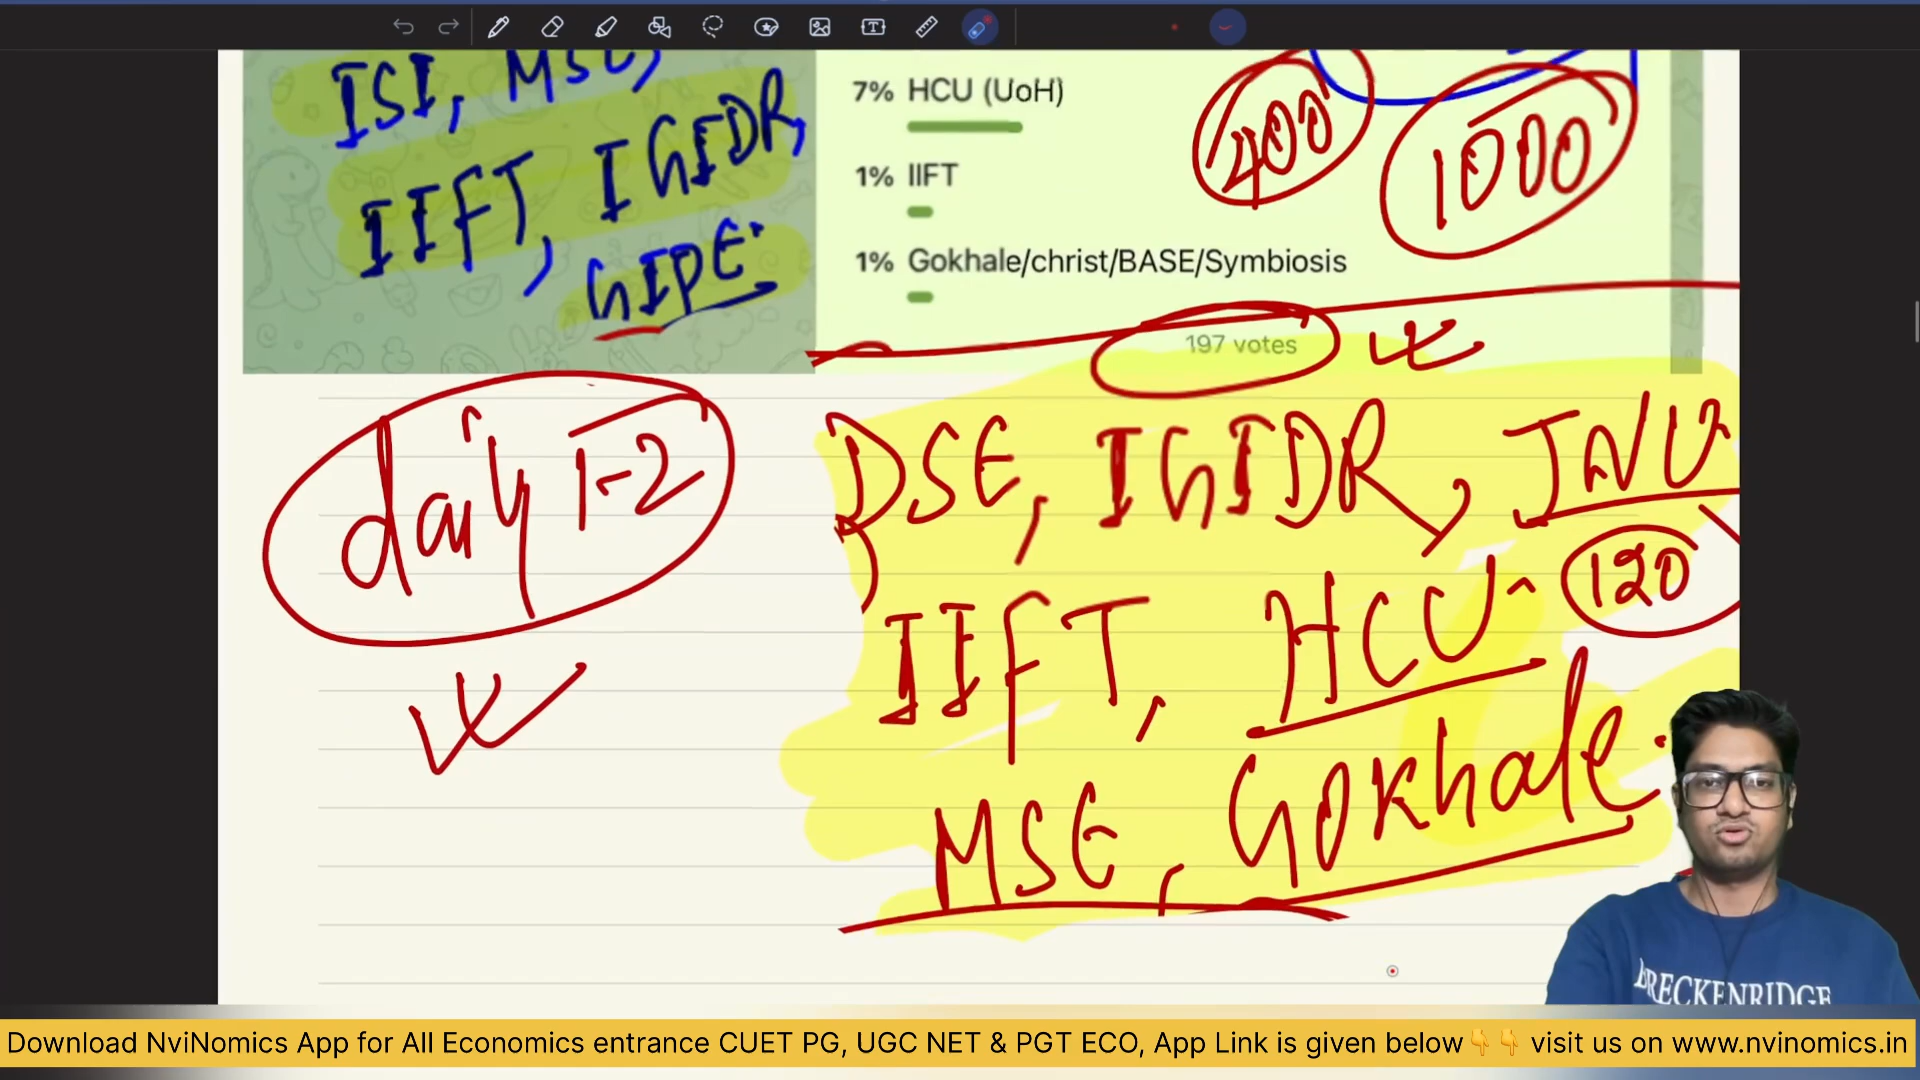 ISI, MSE,
IIFT, IGIDR,
GIPE
7% HCU (UoH)
1% IIFT
1% Gokhale/christ/BASE/Symbiosis
197 votes
400
1000
daily 1-2
DSE, IGIDR, JNU
120
IIFT, HCU
MSE, Gokhale
BRECKENRIDGE
Download NviNomics App for All Economics entrance CUET PG, UGC NET & PGT ECO, App Link is given below👇👇 visit us on www.nvinomics.in